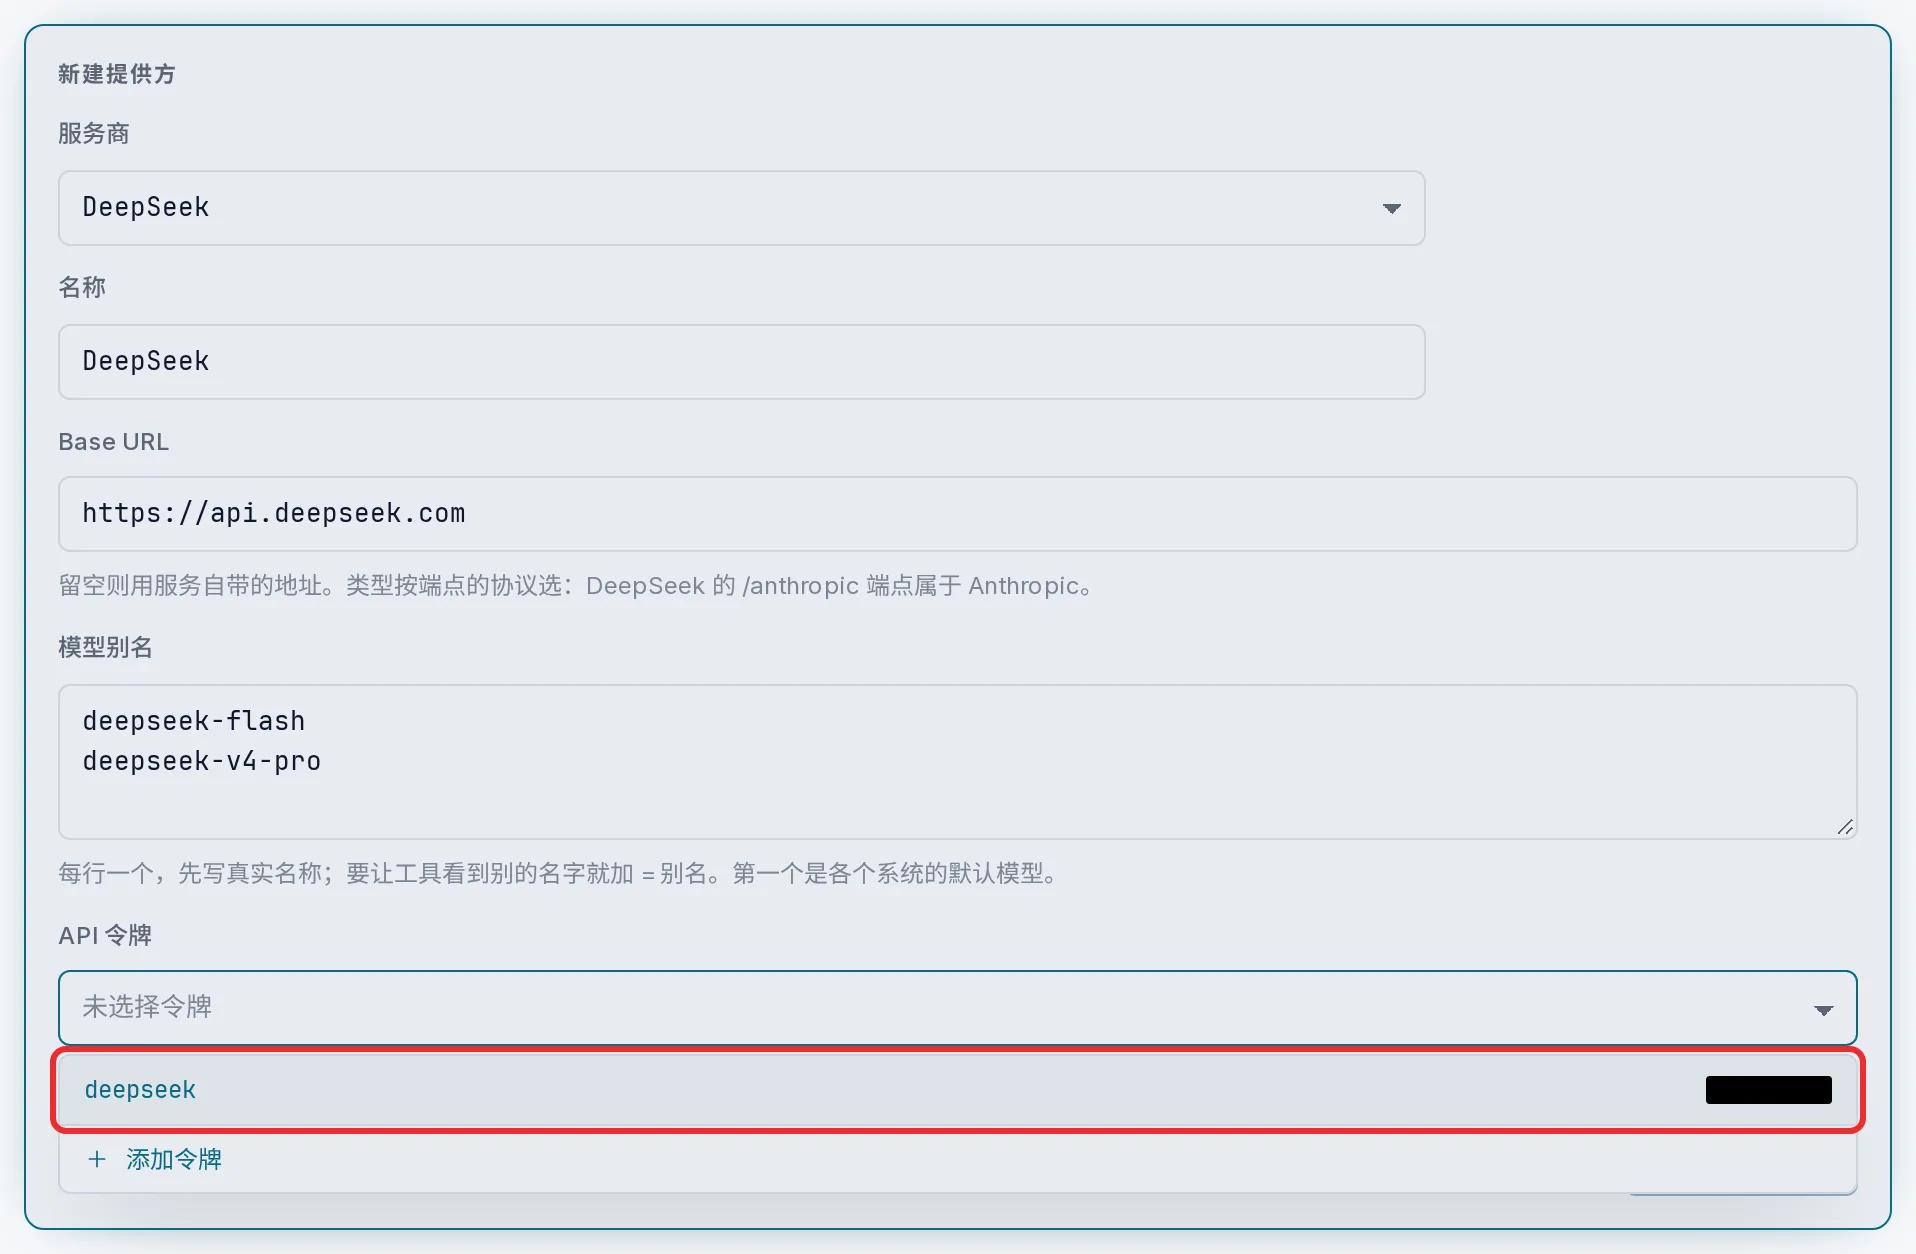 新建提供方
服务商
DeepSeek
名称
DeepSeek
Base URL
https://api.deepseek.com
留空则用服务自带的地址。类型按端点的协议选：DeepSeek 的 /anthropic 端点属于 Anthropic。
模型别名
deepseek-flash
deepseek-v4-pro
每行一个，先写真实名称；要让工具看到别的名字就加 = 别名。第一个是各个系统的默认模型。
API 令牌
未选择令牌
deepseek
+ 添加令牌